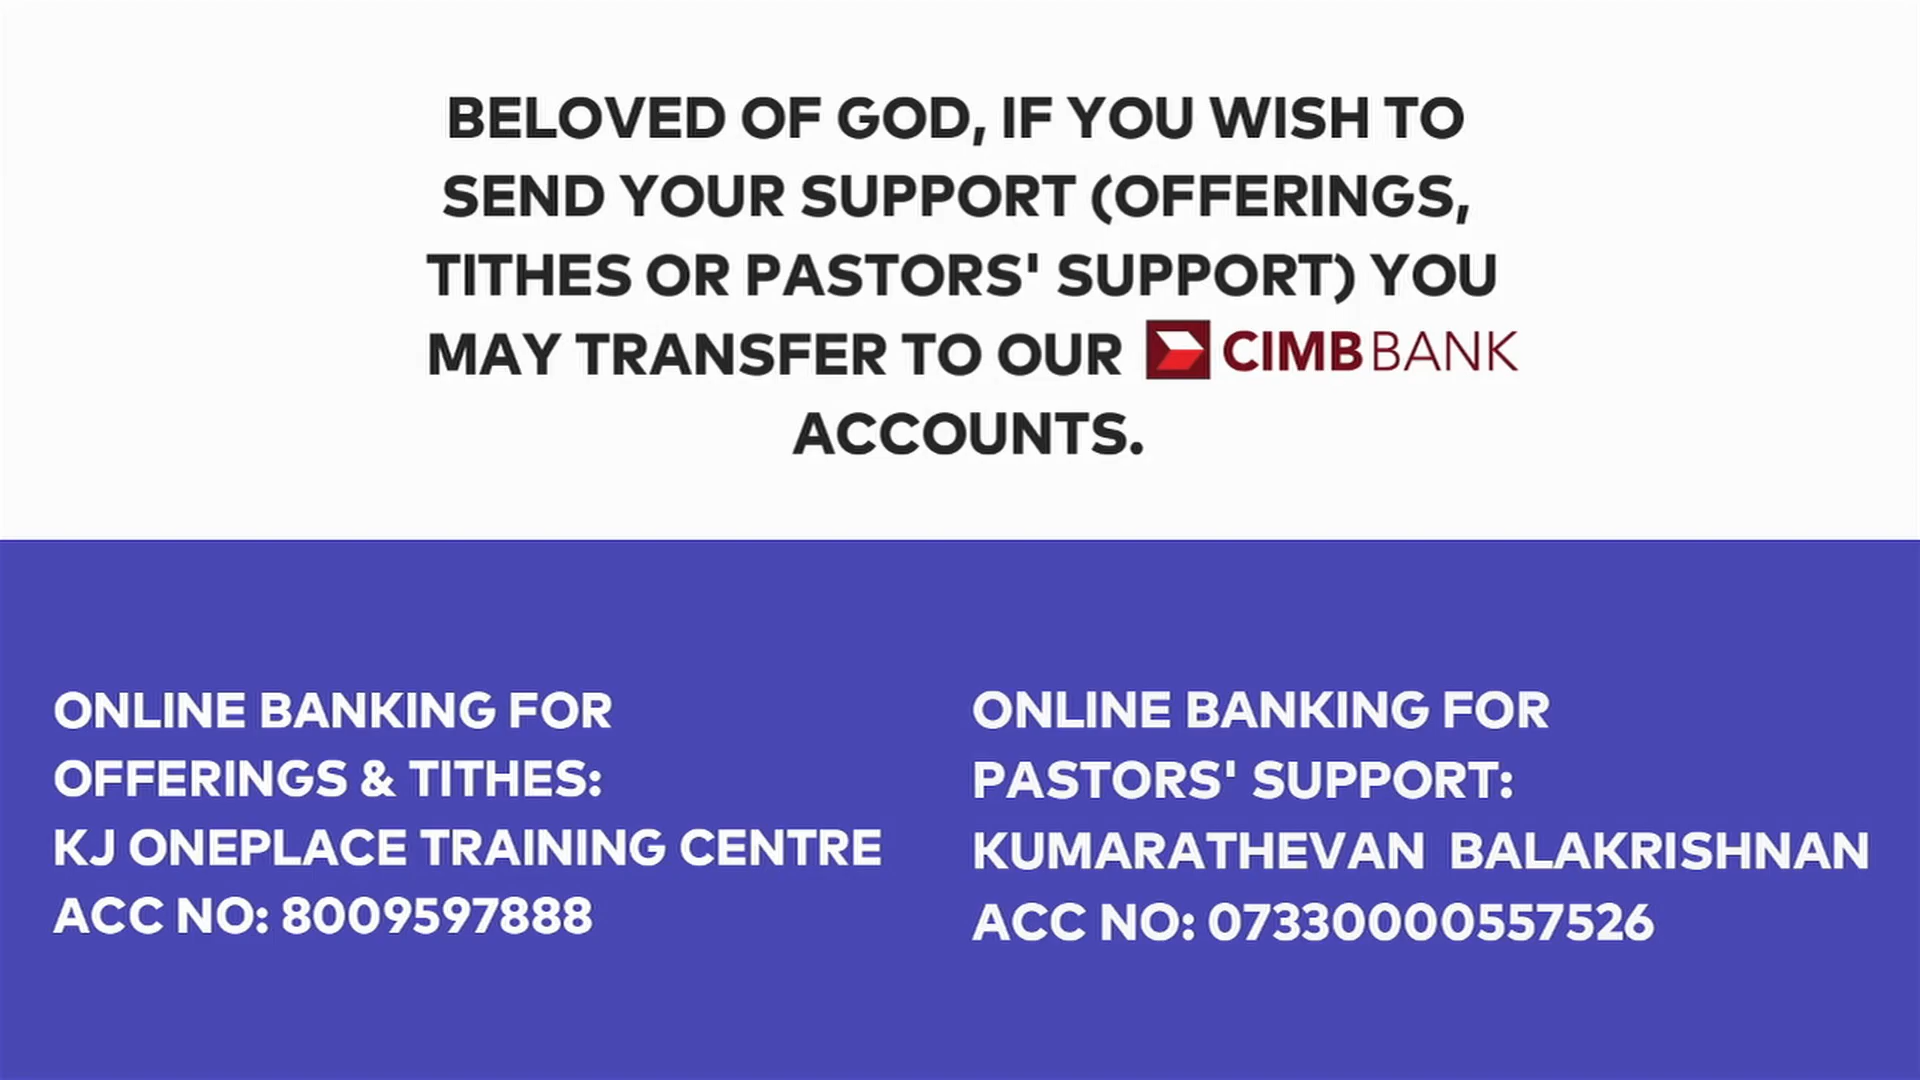 BELOVED OF GOD, IF YOU WISH TO
SEND YOUR SUPPORT (OFFERINGS,
TITHES OR PASTORS' SUPPORT) YOU
MAY TRANSFER TO OUR CIMB BANK
ACCOUNTS.
ONLINE BANKING FOR
OFFERINGS & TITHES:
KJ ONEPLACE TRAINING CENTRE
ACC NO: 8009597888
ONLINE BANKING FOR
PASTORS' SUPPORT:
KUMARATHEVAN BALAKRISHNAN
ACC NO: 07330000557526